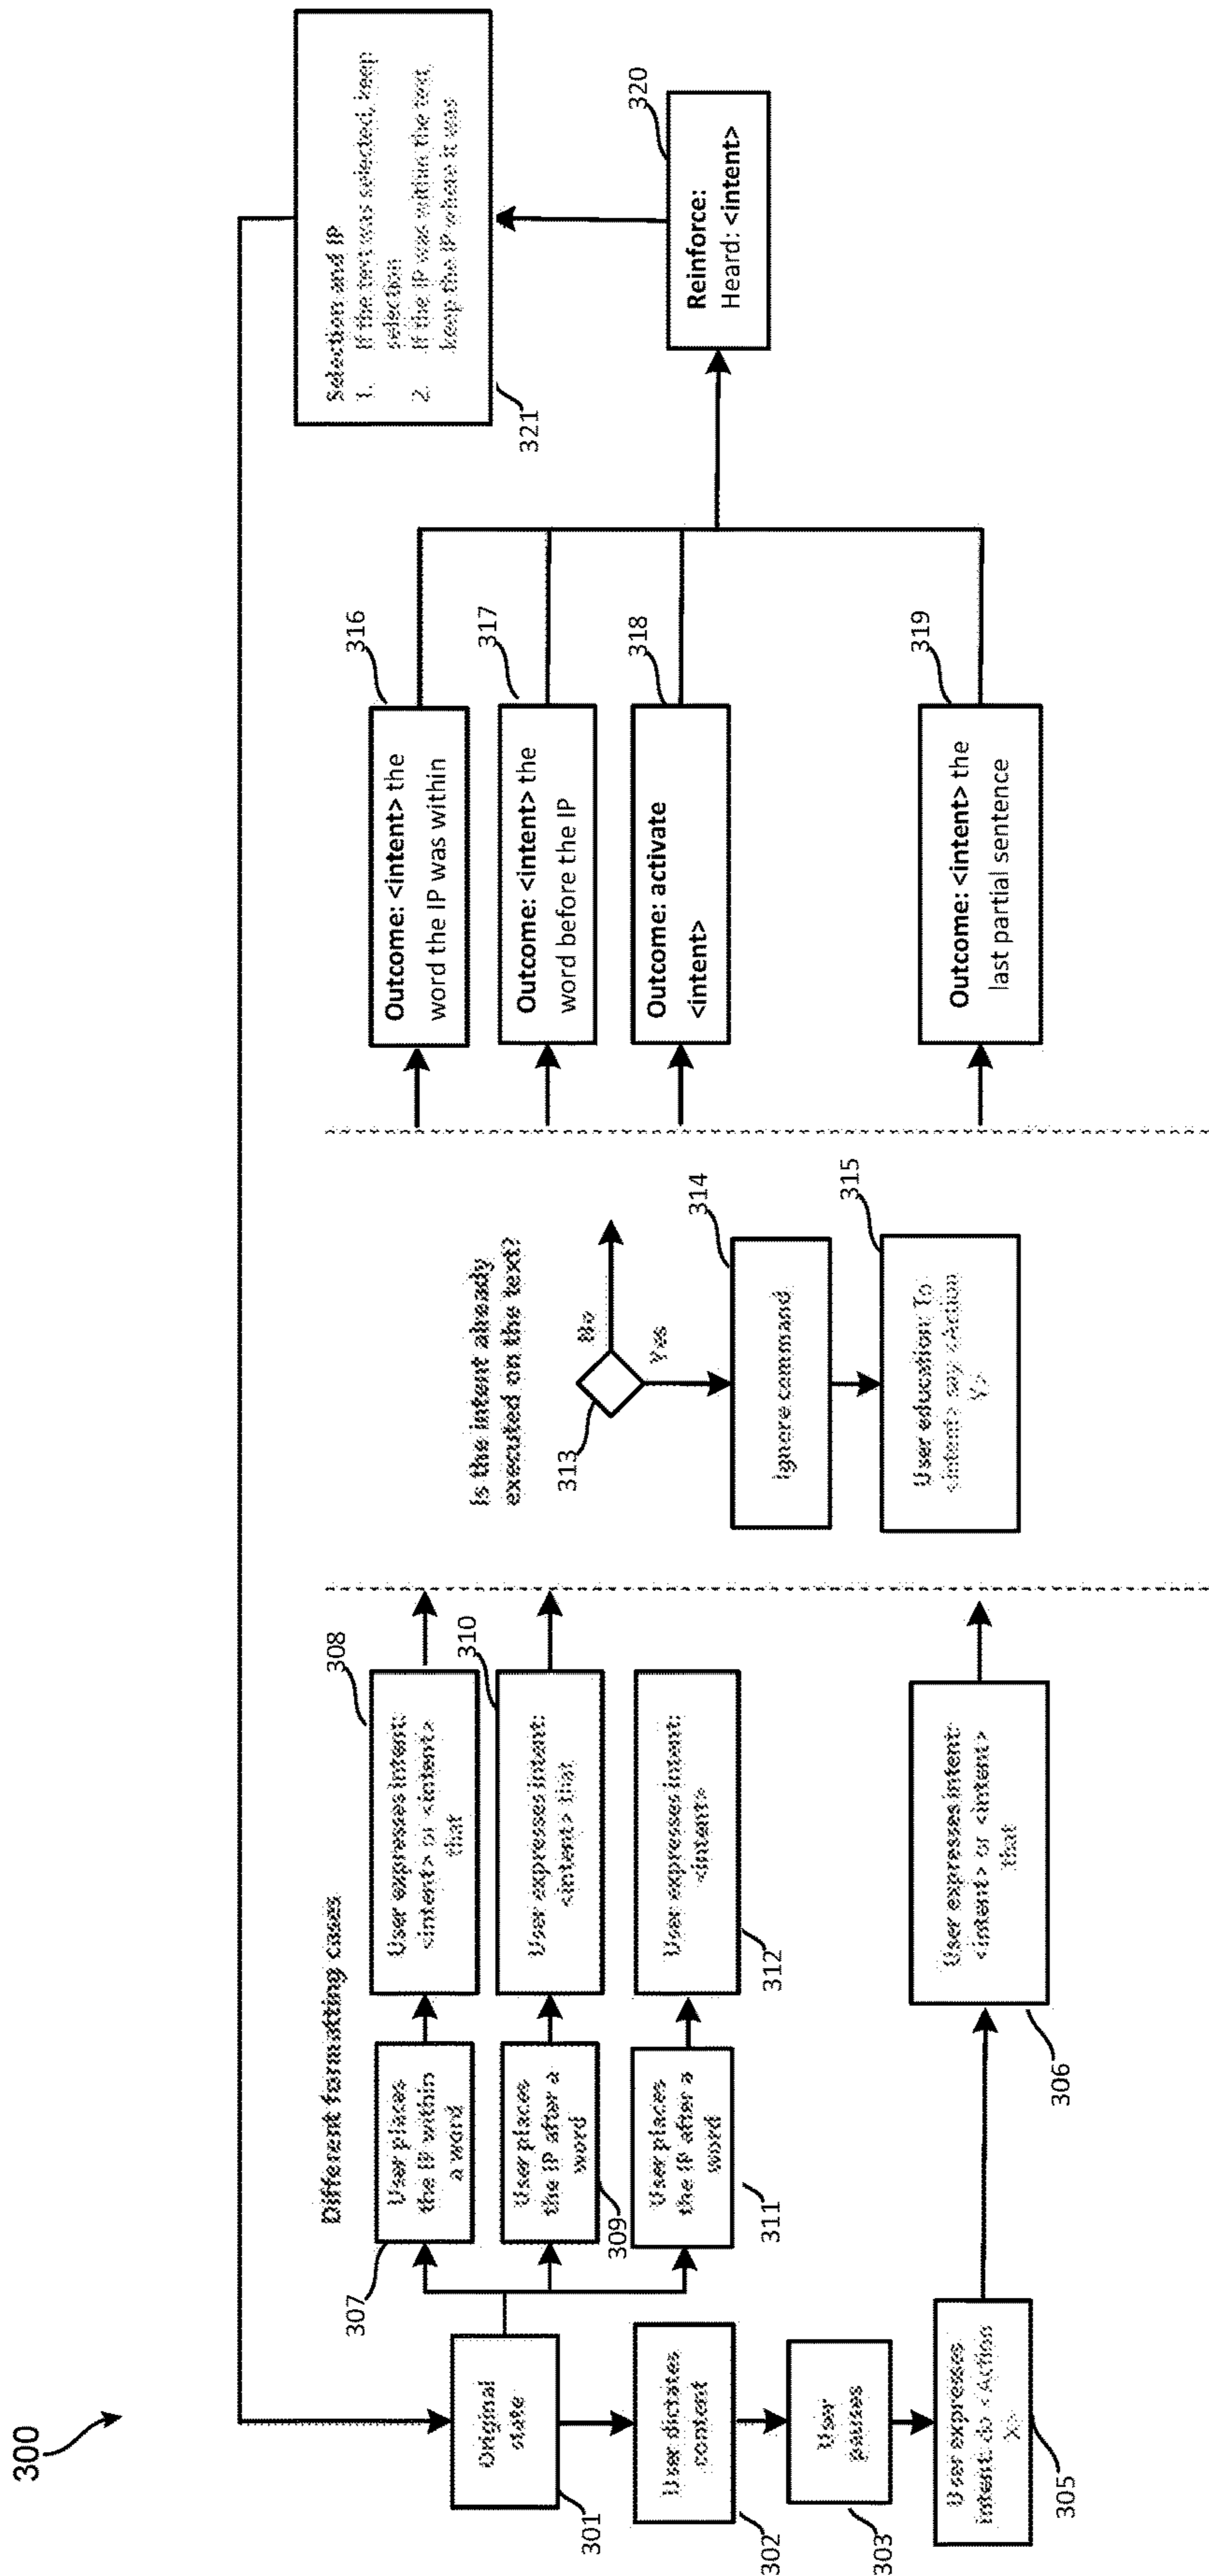 300
Different formatting cases
Original
state
301
User dictates
content
302
User
pauses
303
User expresses
intent: do <Action
X>
305
User expresses intent:
<intent> or <intent>
that
306
User places
the IP within
a word
307
User expresses intent:
<intent> or <intent>
that
308
User places
the IP after a
word
309
User expresses intent:
<intent> that
310
User places
the IP after a
word
311
User expresses intent:
<intent>
312
Is the intent already
executed on the text?
313
No
Yes
Ignore command
314
User education: To
<intent> say <Action
Y>
315
Outcome: <intent> the
word the IP was within
316
Outcome: <intent> the
word before the IP
317
Outcome: activate
<intent>
318
Outcome: <intent> the
last partial sentence
319
Reinforce:
Heard: <intent>
320
Selection and IP
1. If the text was selected, keep
selection
2. If the IP was within the text,
keep the IP where it was
321